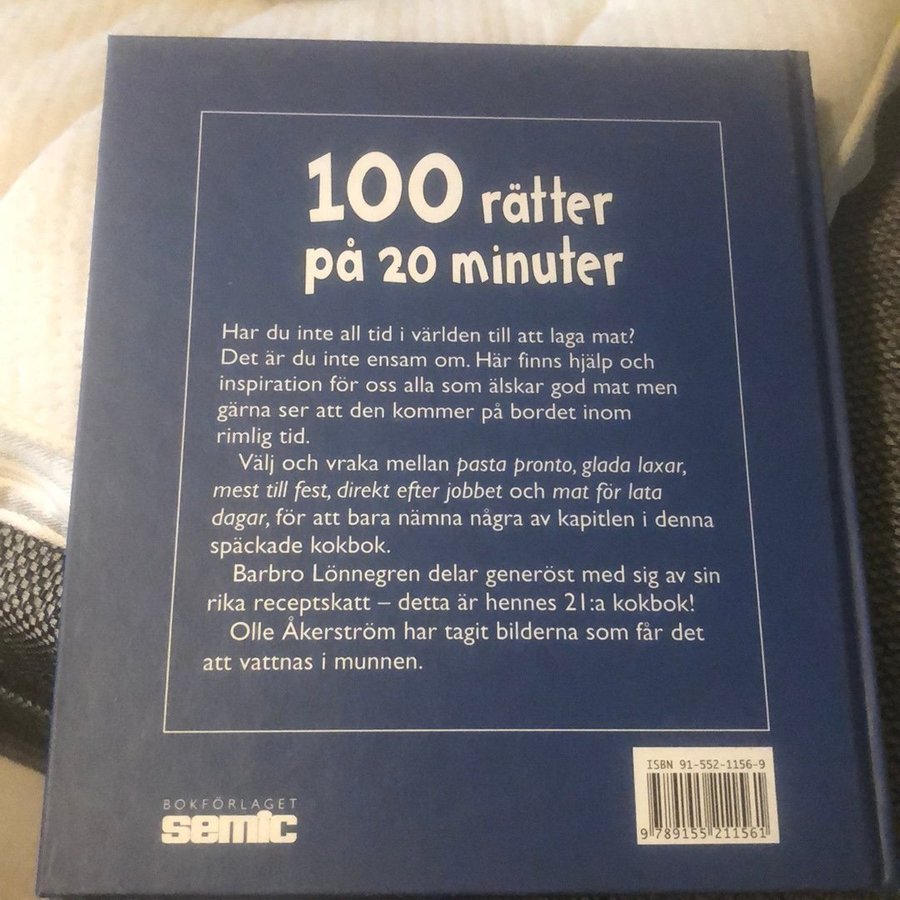 100 rätter
på 20 minuter
Har du inte all tid i världen till att laga mat?
Det är du inte ensam om. Här finns hjälp och
inspiration för oss alla som älskar god mat men
gärna ser att den kommer på bordet inom
rimlig tid.
Välj och vraka mellan pasta pronto, glada laxar,
mest till fest, direkt efter jobbet och mat för lata
dagar, för att bara nämna några av kapitlen i denna
späckade kokbok.
Barbro Lönnegren delar generöst med sig av sin
rika receptskatt – detta är hennes 21:a kokbok!
Olle Åkerström har tagit bilderna som får det
att vattnas i munnen.
BOKFÖRLAGET
semic
ISBN 91-552-1156-9
9 789155 211561